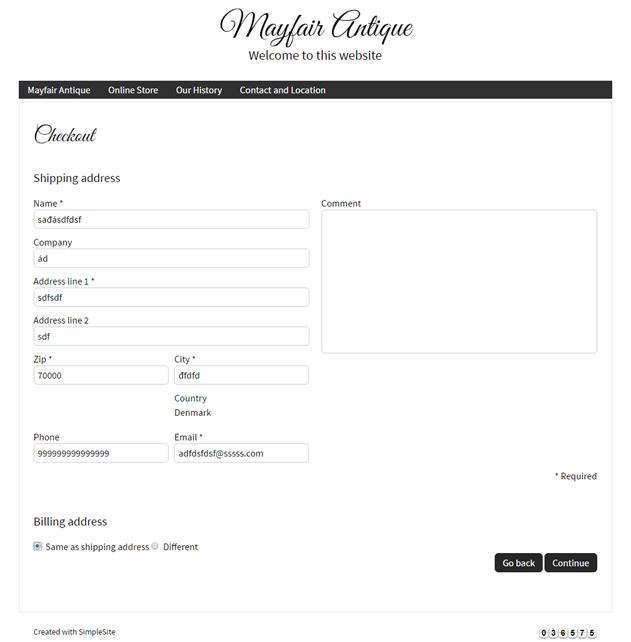 Mayfair Antique
Welcome to this website
Mayfair Antique Online Store Our History Contact and Location
Checkout
Shipping address
Name *
Comment
sađásdfdsf
Company
ád
Address line 1 *
sdfsdf
Address line 2
sdf
Zip * City *
70000 đfdfd
Country
Denmark
Phone Email *
999999999999999 adfdsfdsf@sssss.com
* Required
Billing address
Same as shipping address Different
Go back Continue
Created with SimpleSite 036575